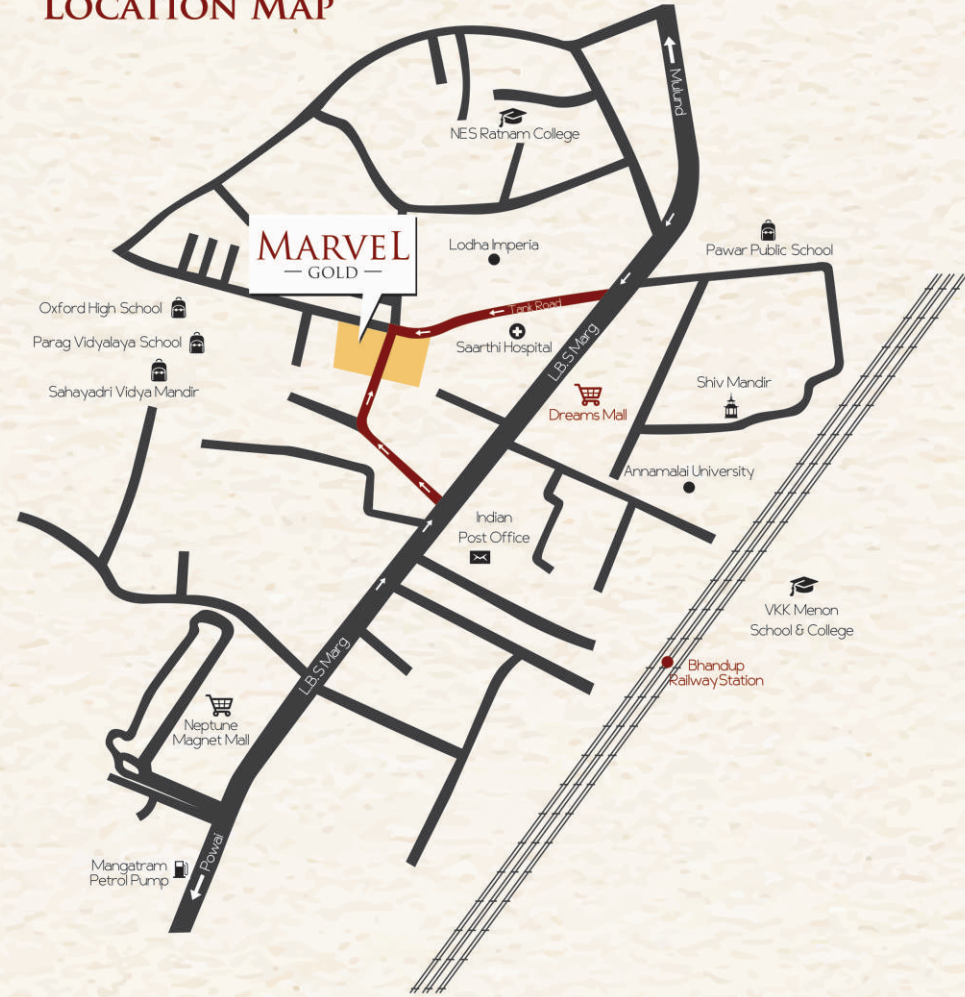 LOCATION MAP
Mulund
NES Ratnam College
MARVEL
GOLD
Lodha Imperia
Pawar Public School
Oxford High School
Tank Road
Parag Vidyalaya School
Saarthi Hospital
L.B.S Marg
Sahayadri Vidya Mandir
Shiv Mandir
Dreams Mall
Annamalai University
Indian
Post Office
VKK Menon
School & College
L.B.S Marg
Bhandup
Railway Station
Neptune
Magnet Mall
Powai
Mangatram
Petrol Pump